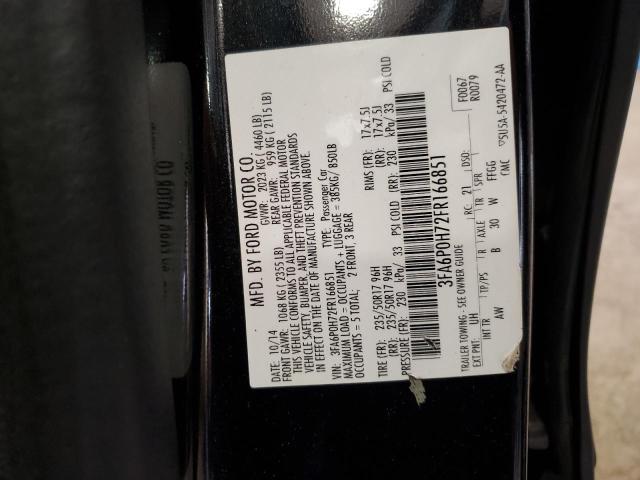 MFD. BY FORD MOTOR CO.
DATE: 10/14 GVWR: 2023 KG ( 4460 LB)
FRONT GAWR: 1068 KG ( 2355 LB) REAR GAWR: 959 KG ( 2115 LB)
THIS VEHICLE CONFORMS TO ALL APPLICABLE FEDERAL MOTOR
VEHICLE SAFETY, BUMPER, AND THEFT PREVENTION STANDARDS
IN EFFECT ON THE DATE OF MANUFACTURE SHOWN ABOVE.
VIN: 3FA6P0H72FR166851 TYPE: Passenger Car
MAXIMUM LOAD = OCCUPANTS + LUGGAGE = 385KG/ 850LB
OCCUPANTS = 5 TOTAL; 2 FRONT, 3 REAR
TIRE (FR): 235/50R17 96H RIMS (FR): 17x7.5J
TIRE (RR): 235/50R17 96H (RR): 17x7.5J
PRESSURE (FR): 230 kPa/ 33 PSI COLD (RR): 230 kPa/ 33 PSI COLD
3FA6P0H72FR166851
F0067
R0079
TRAILER TOWING - SEE OWNER GUIDE
EXT PNT: UH RC: 21 DSO:
INT TR TP/PS R AXLE TR SPR
AW B 30 W FFGG
CMC
5U5A-5420472-AA